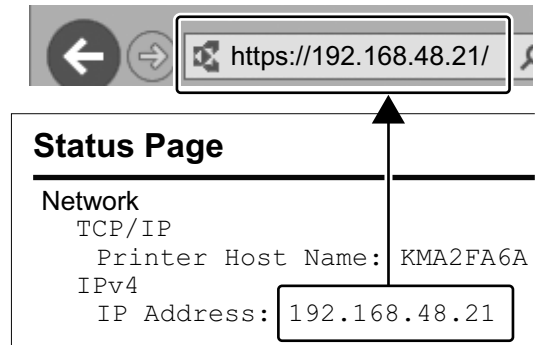 https://192.168.48.21/
Status Page
Network
TCP/IP
Printer Host Name: KMA2FA6A
IPv4
IP Address: 192.168.48.21